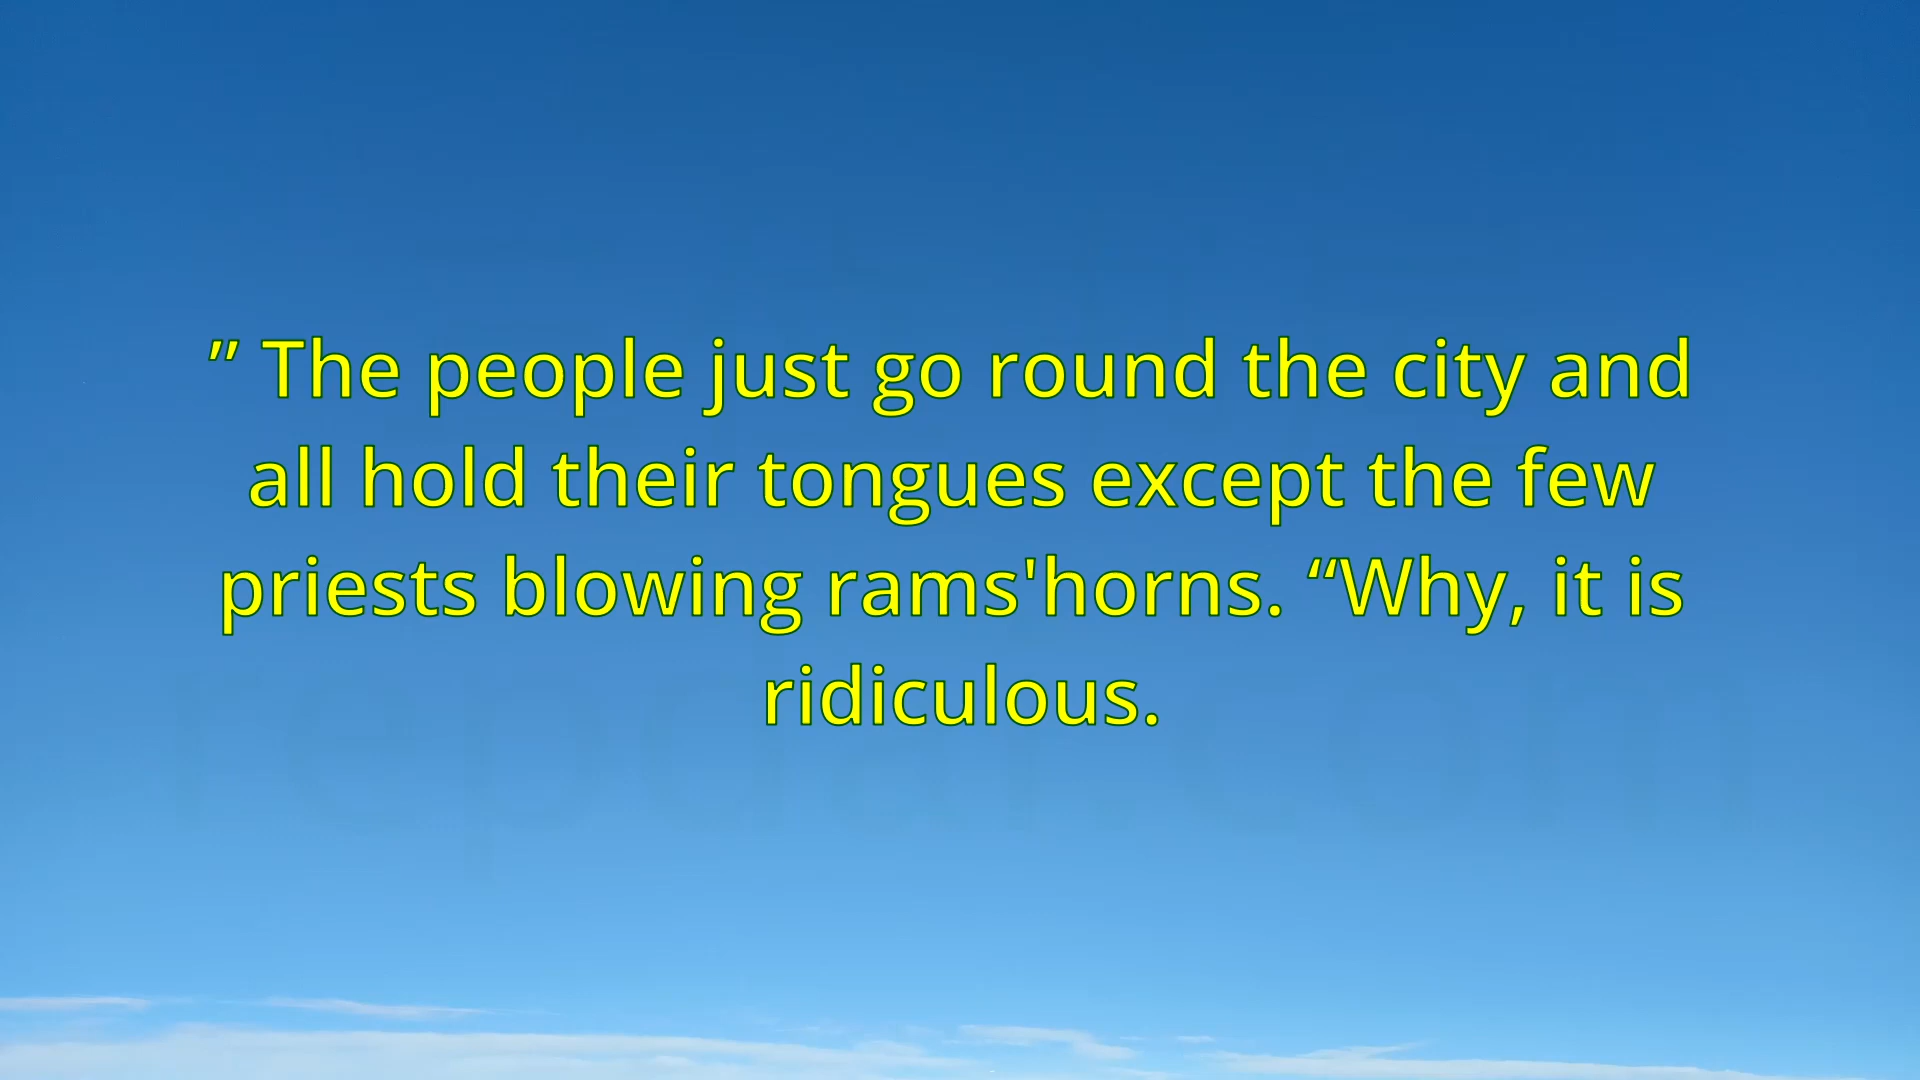 ” The people just go round the city and
all hold their tongues except the few
priests blowing rams'horns. “Why, it is
ridiculous.